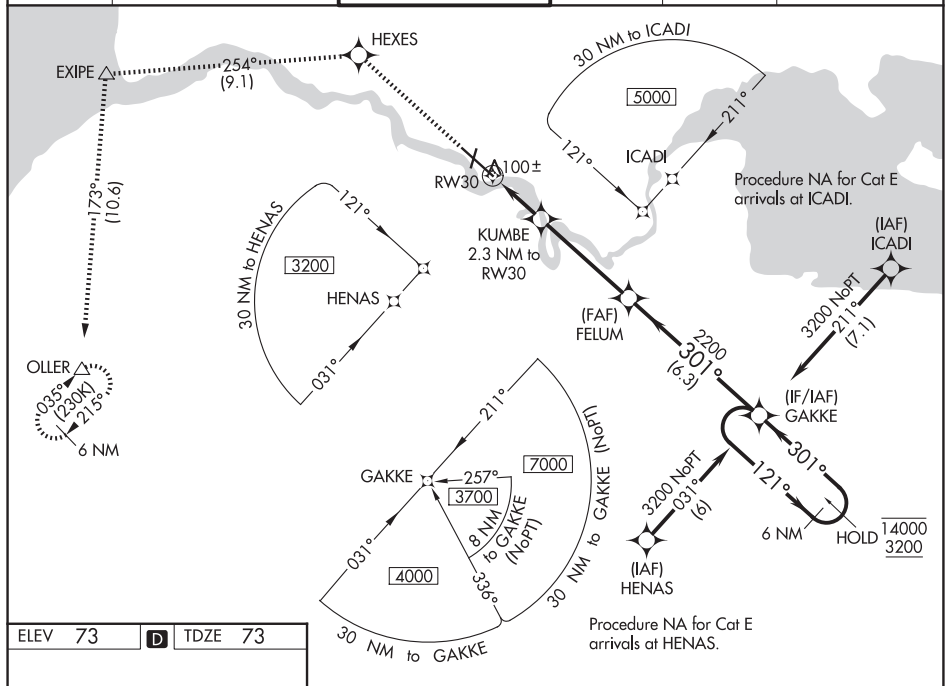 HEXES
EXIPE
254°
(9.1)
173°
(10.6)
OLLER
035°
(230K)
215°
6 NM
30 NM to ICADI
5000
211°
121°
ICADI
Procedure NA for Cat E
arrivals at ICADI.
100±
RW30
KUMBE
2.3 NM to
RW30
30 NM to HENAS
121°
3200
HENAS
031°
(IAF)
ICADI
3200 NoPT
211°
(7.1)
(FAF)
FELUM
2200
301°
(6.3)
(IF/IAF)
GAKKE
301°
121°
6 NM
HOLD
14000
3200
3200 NoPT
031°
(6)
(IAF)
HENAS
Procedure NA for Cat E
arrivals at HENAS.
211°
7000
30 NM to GAKKE (NoPT)
GAKKE
257°
3700
8 NM
to GAKKE
(NoPT)
031°
4000
336°
30 NM to GAKKE
ELEV 73
D
TDZE 73